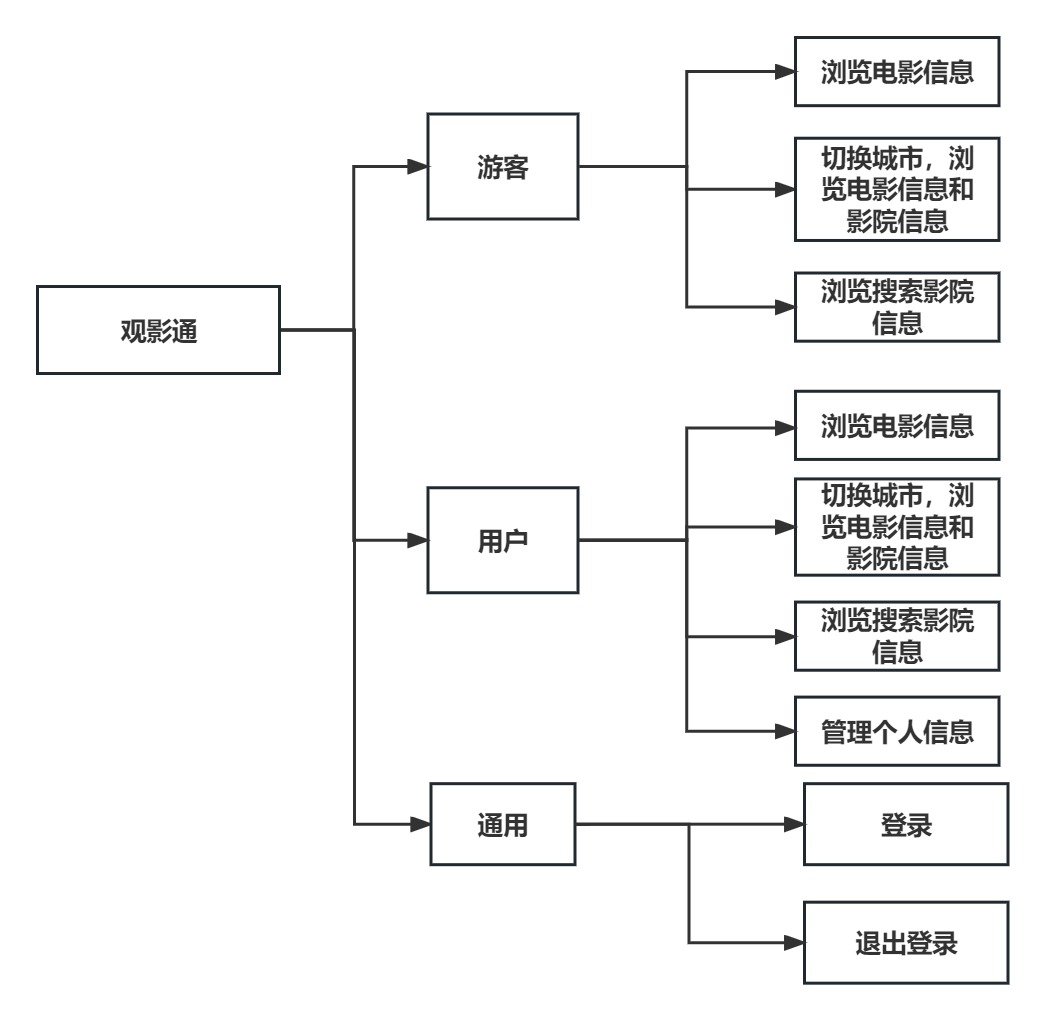 观影通
游客
浏览电影信息
切换城市，浏
览电影信息和
影院信息
浏览搜索影院
信息
用户
浏览电影信息
切换城市，浏
览电影信息和
影院信息
浏览搜索影院
信息
管理个人信息
通用
登录
退出登录